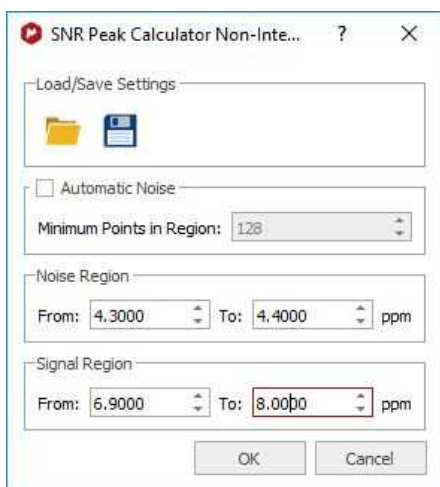 SNR Peak Calculator Non-Inte... ?
Load/Save Settings
Automatic Noise
Minimum Points in Region: 128
Noise Region
From: 4.3000 To: 4.4000 ppm
Signal Region
From: 6.9000 To: 8.0000 ppm
OK Cancel